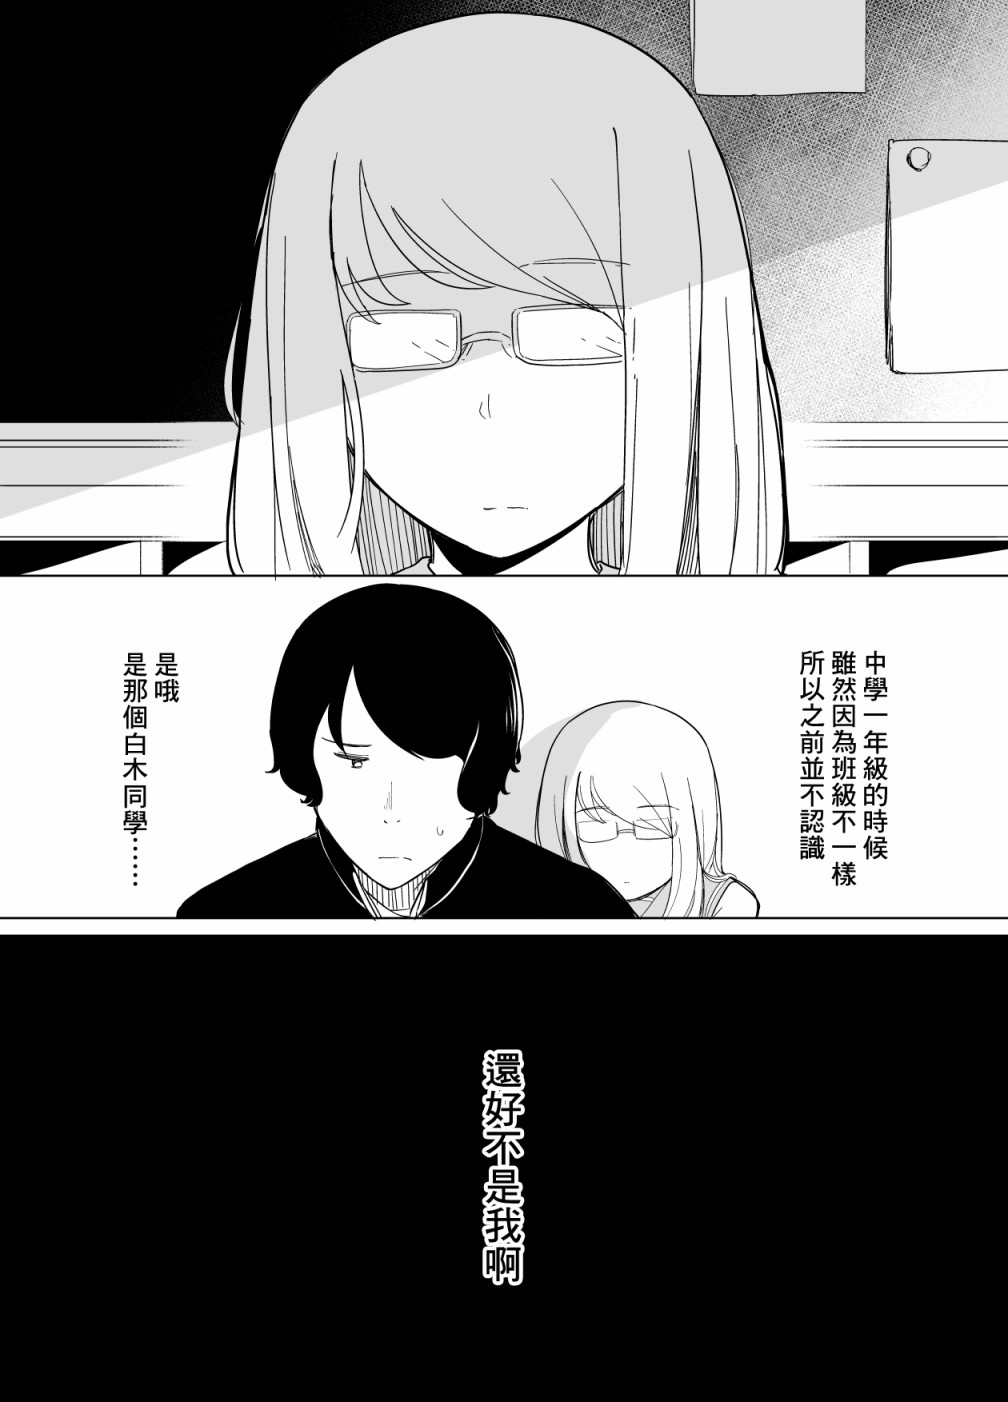 中學一年級的時候
雖然因為班級不一樣
所以之前並不認識
是哦
是那個白木同學……
還好不是我啊